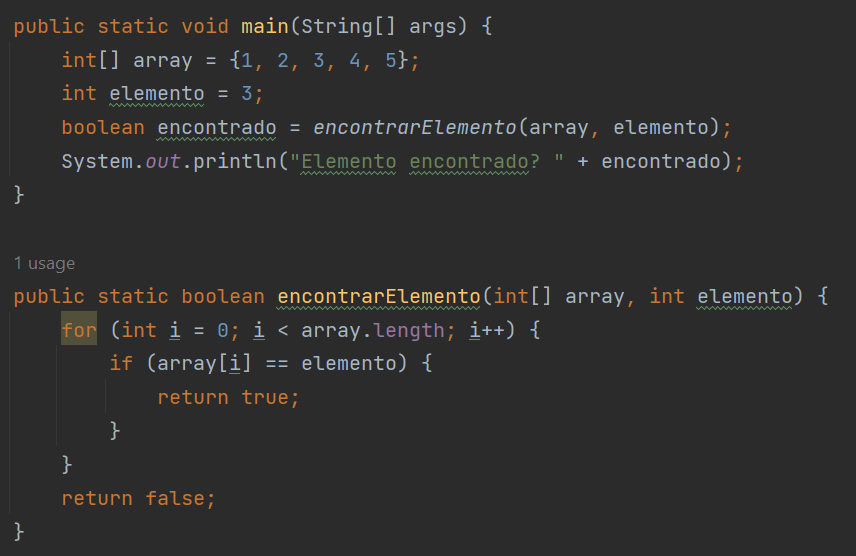 public static void main(String[] args) {
    int[] array = {1, 2, 3, 4, 5};
    int elemento = 3;
    boolean encontrado = encontrarElemento(array, elemento);
    System.out.println("Elemento encontrado? " + encontrado);
}
1 usage
public static boolean encontrarElemento(int[] array, int elemento) {
    for (int i = 0; i < array.length; i++) {
        if (array[i] == elemento) {
            return true;
        }
    }
    return false;
}